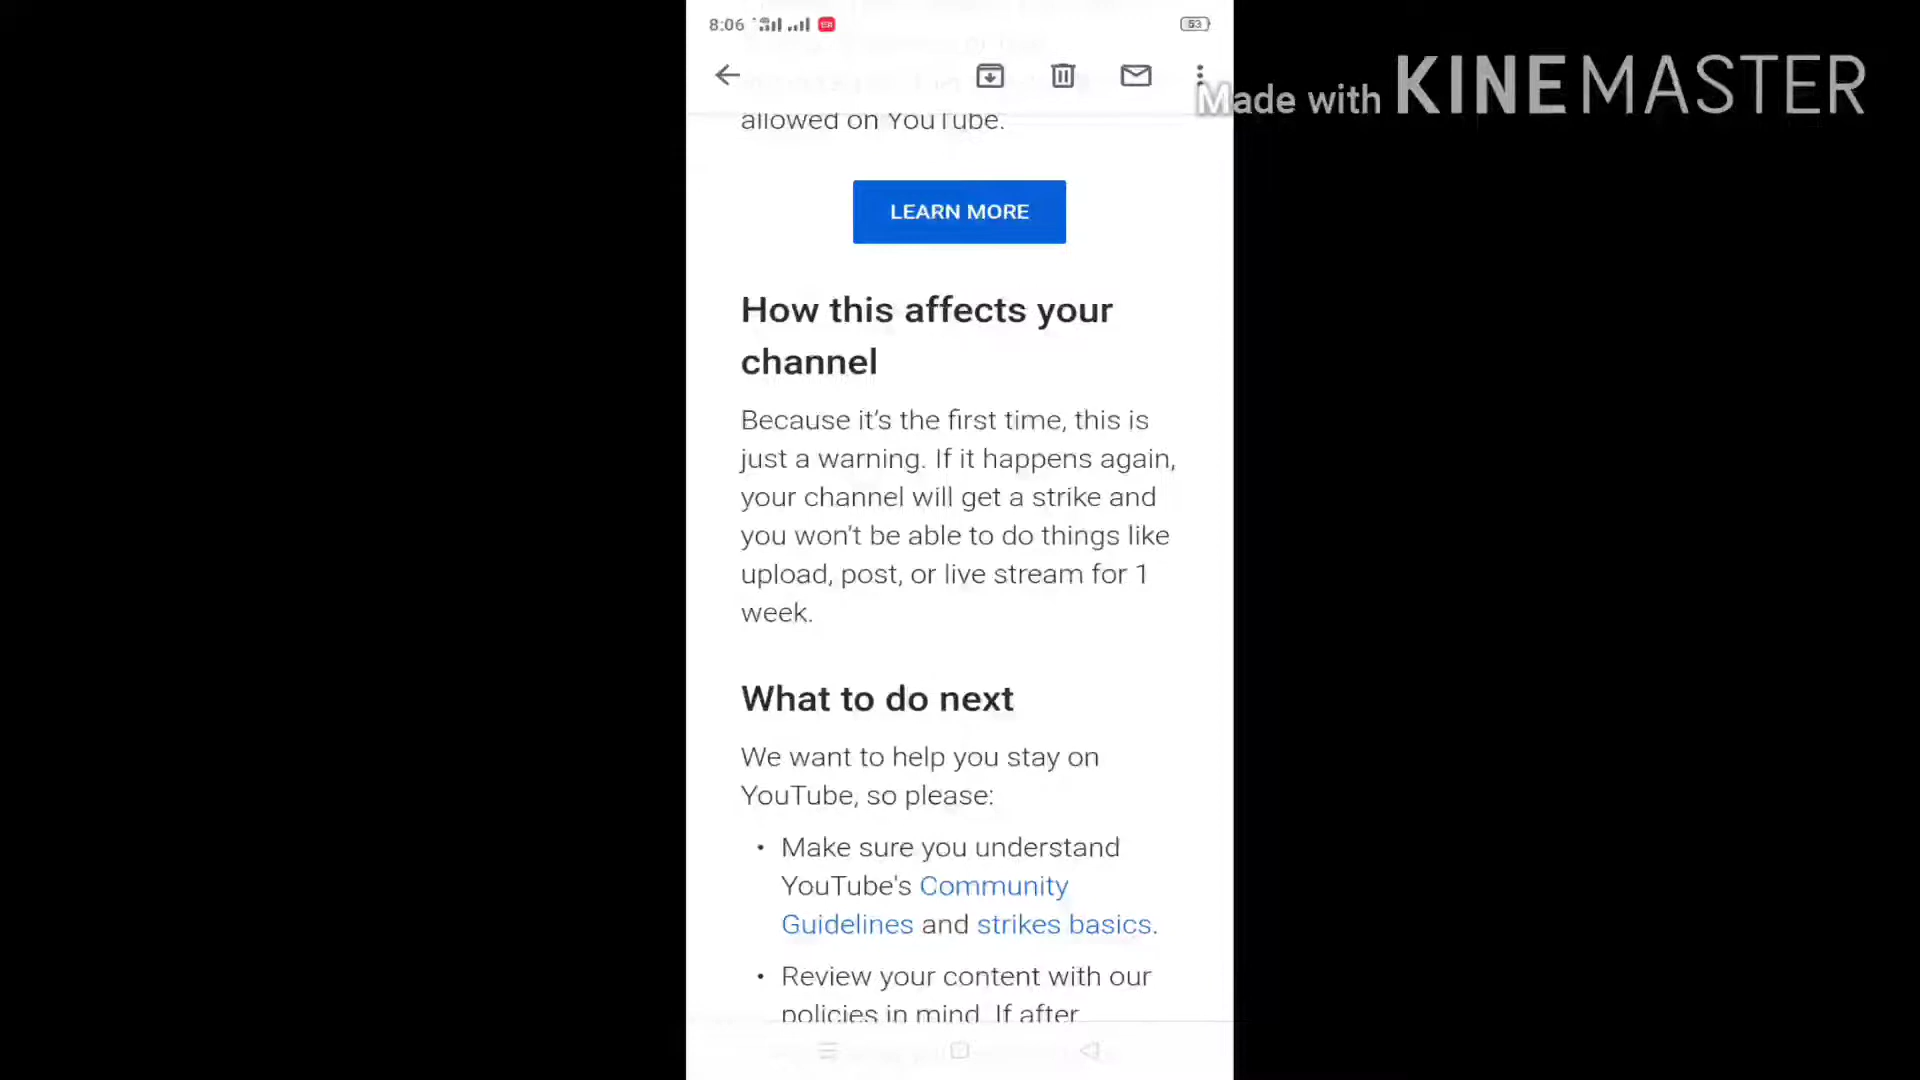 8:06
53
Made with KINEMASTER
allowed on YouTube.
LEARN MORE
How this affects your
channel
Because it's the first time, this is
just a warning. If it happens again,
your channel will get a strike and
you won't be able to do things like
upload, post, or live stream for 1
week.
What to do next
We want to help you stay on
YouTube, so please:
• Make sure you understand
YouTube's Community
Guidelines and strikes basics.
• Review your content with our
policies in mind. If after